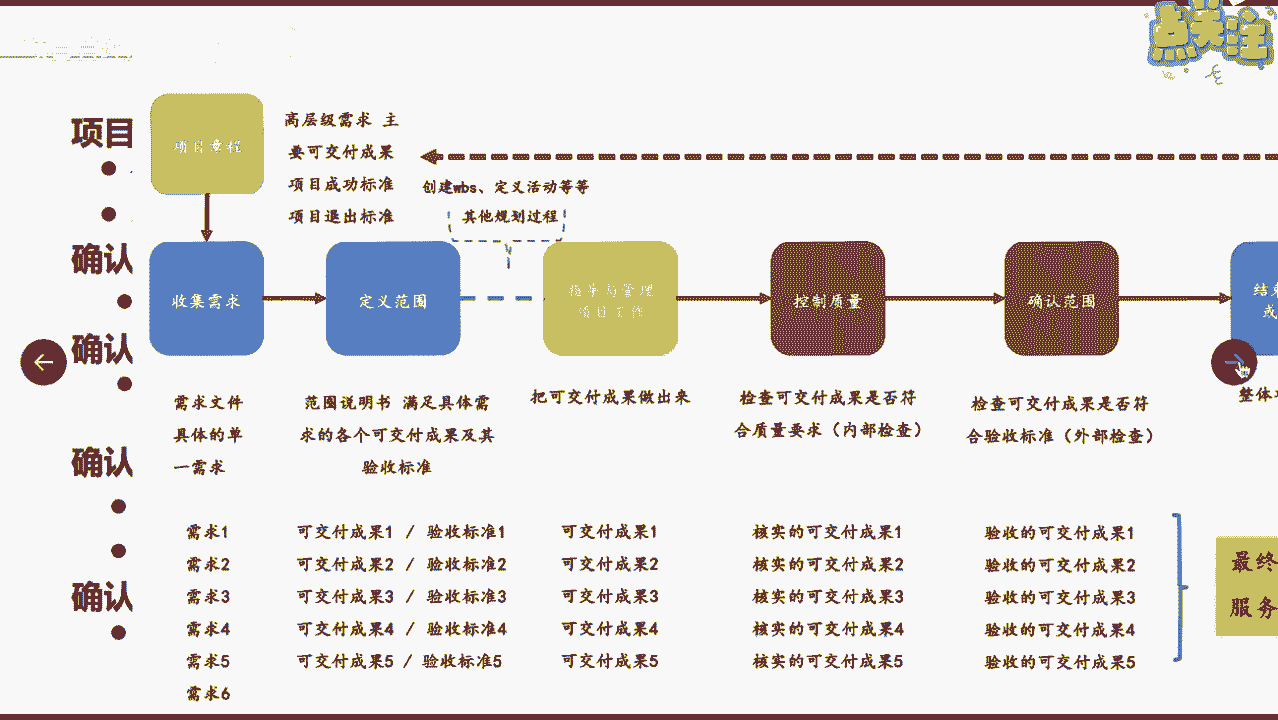 点关注
项目
项目章程
高层级需求 主
要可交付成果
项目成功标准
项目退出标准
创建wbs、定义活动等等
其他规划过程
确认
收集需求
定义范围
指导与管理
项目工作
控制质量
确认范围
结束
或
确认
需求文件
具体的单
一需求
范围说明书 满足具体需
求的各个可交付成果及其
验收标准
把可交付成果做出来
检查可交付成果是否符
合质量要求（内部检查）
检查可交付成果是否符
合验收标准（外部检查）
整体
确认
需求1
需求2
需求3
需求4
需求5
需求6
可交付成果1 / 验收标准1
可交付成果2 / 验收标准2
可交付成果3 / 验收标准3
可交付成果4 / 验收标准4
可交付成果5 / 验收标准5
可交付成果1
可交付成果2
可交付成果3
可交付成果4
可交付成果5
核实的可交付成果1
核实的可交付成果2
核实的可交付成果3
核实的可交付成果4
核实的可交付成果5
验收的可交付成果1
验收的可交付成果2
验收的可交付成果3
验收的可交付成果4
验收的可交付成果5
最终
服务
确认